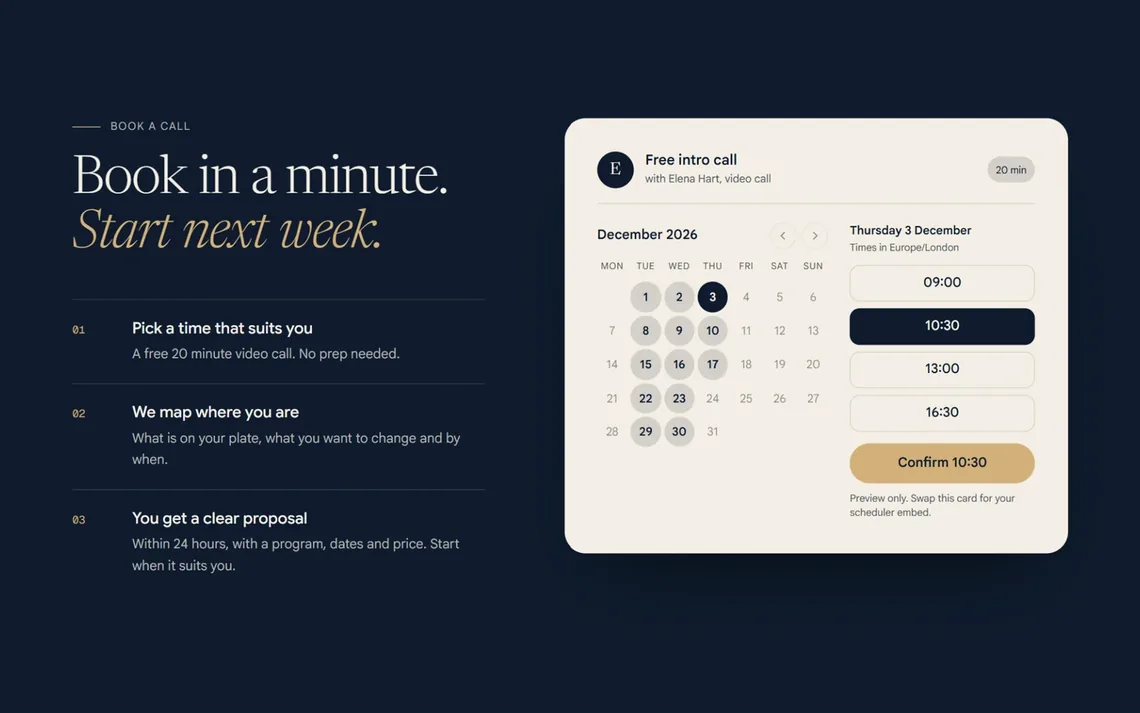 BOOK A CALL
Book in a minute.
Start next week.
01
Pick a time that suits you
A free 20 minute video call. No prep needed.
02
We map where you are
What is on your plate, what you want to change and by
when.
03
You get a clear proposal
Within 24 hours, with a program, dates and price. Start
when it suits you.
E
Free intro call
with Elena Hart, video call
20 min
December 2026
MON TUE WED THU FRI SAT SUN
1 2 3 4 5 6
7 8 9 10 11 12 13
14 15 16 17 18 19 20
21 22 23 24 25 26 27
28 29 30 31
Thursday 3 December
Times in Europe/London
09:00
10:30
13:00
16:30
Confirm 10:30
Preview only. Swap this card for your
scheduler embed.